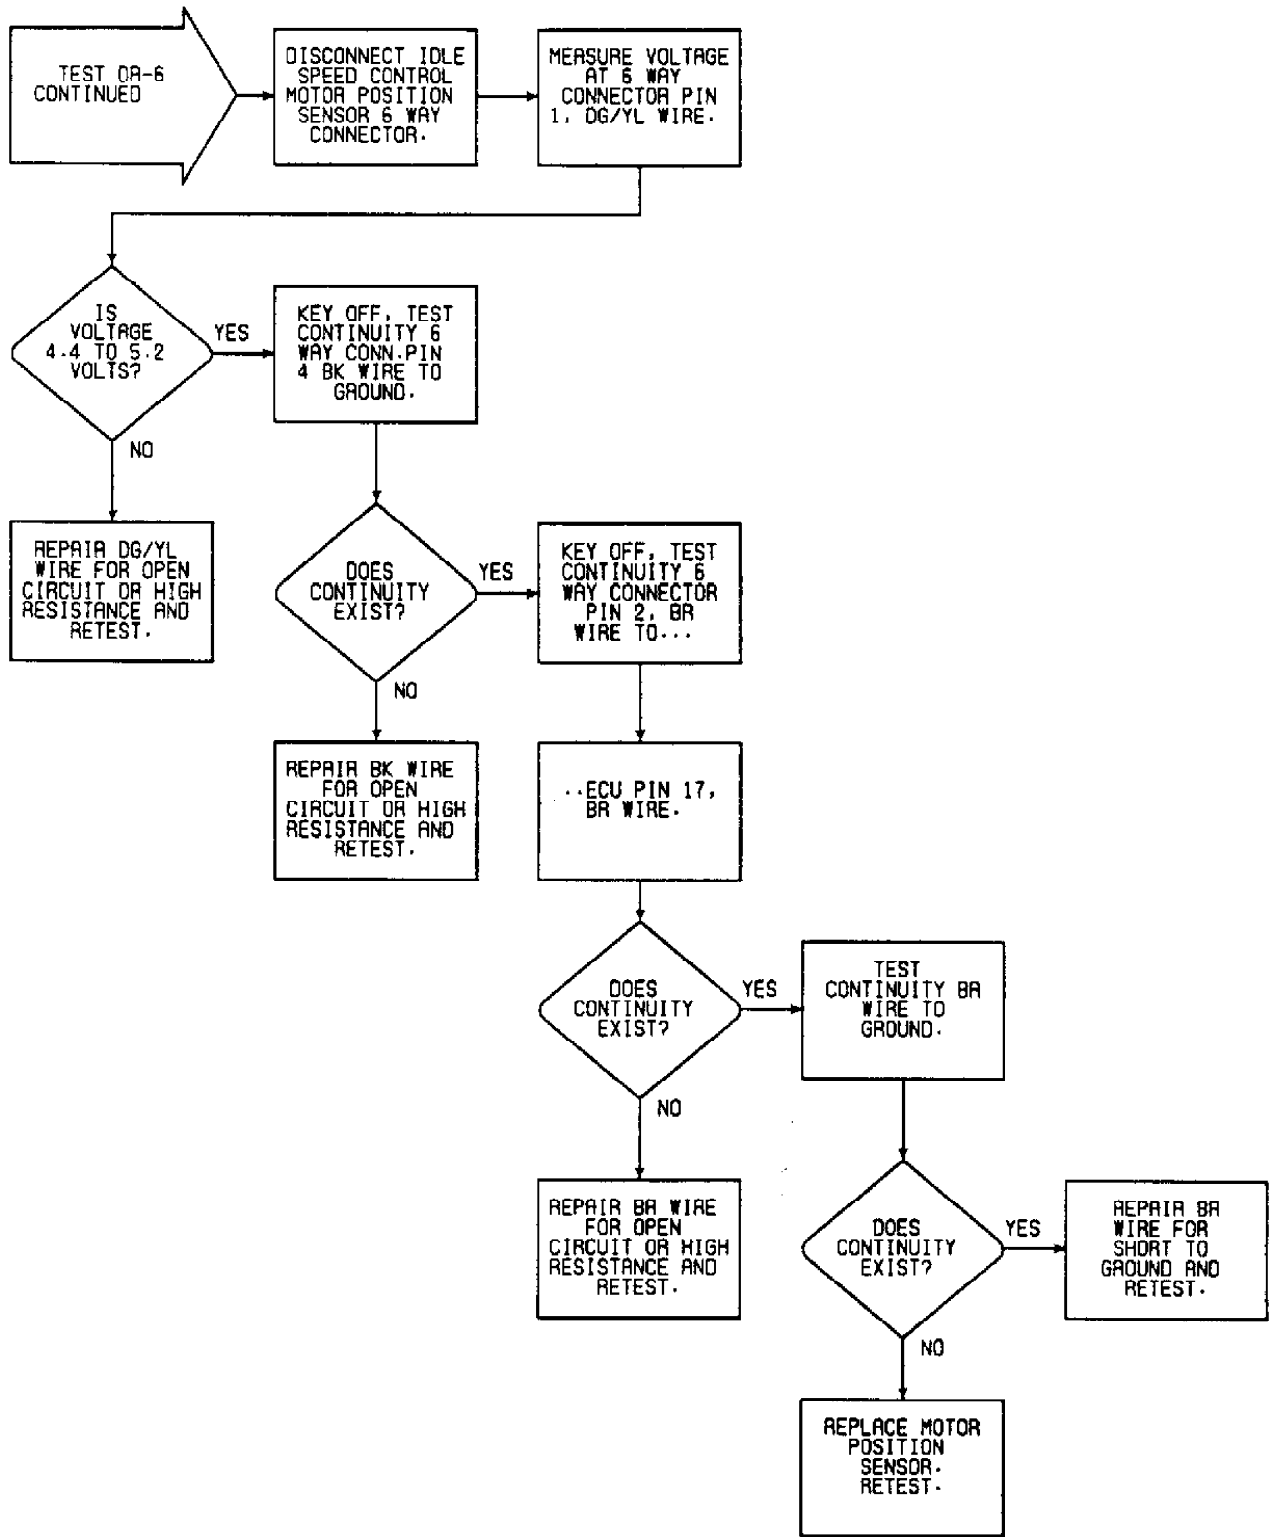 TEST DR-6
CONTINUED
DISCONNECT IDLE
SPEED CONTROL
MOTOR POSITION
SENSOR 6 WAY
CONNECTOR.
MEASURE VOLTAGE
AT 6 WAY
CONNECTOR PIN
1, DG/YL WIRE.
IS
VOLTAGE
4.4 TO 5.2
VOLTS?
YES
NO
KEY OFF, TEST
CONTINUITY 6
WAY CONN.PIN
4 BK WIRE TO
GROUND.
REPAIR DG/YL
WIRE FOR OPEN
CIRCUIT OR HIGH
RESISTANCE AND
RETEST.
DOES
CONTINUITY
EXIST?
YES
NO
KEY OFF, TEST
CONTINUITY 6
WAY CONNECTOR
PIN 2, BR
WIRE TO...
REPAIR BK WIRE
FOR OPEN
CIRCUIT OR HIGH
RESISTANCE AND
RETEST.
..ECU PIN 17,
BR WIRE.
DOES
CONTINUITY
EXIST?
YES
NO
TEST
CONTINUITY BR
WIRE TO
GROUND.
REPAIR BR WIRE
FOR OPEN
CIRCUIT OR HIGH
RESISTANCE AND
RETEST.
DOES
CONTINUITY
EXIST?
YES
NO
REPAIR BR
WIRE FOR
SHORT TO
GROUND AND
RETEST.
REPLACE MOTOR
POSITION
SENSOR.
RETEST.